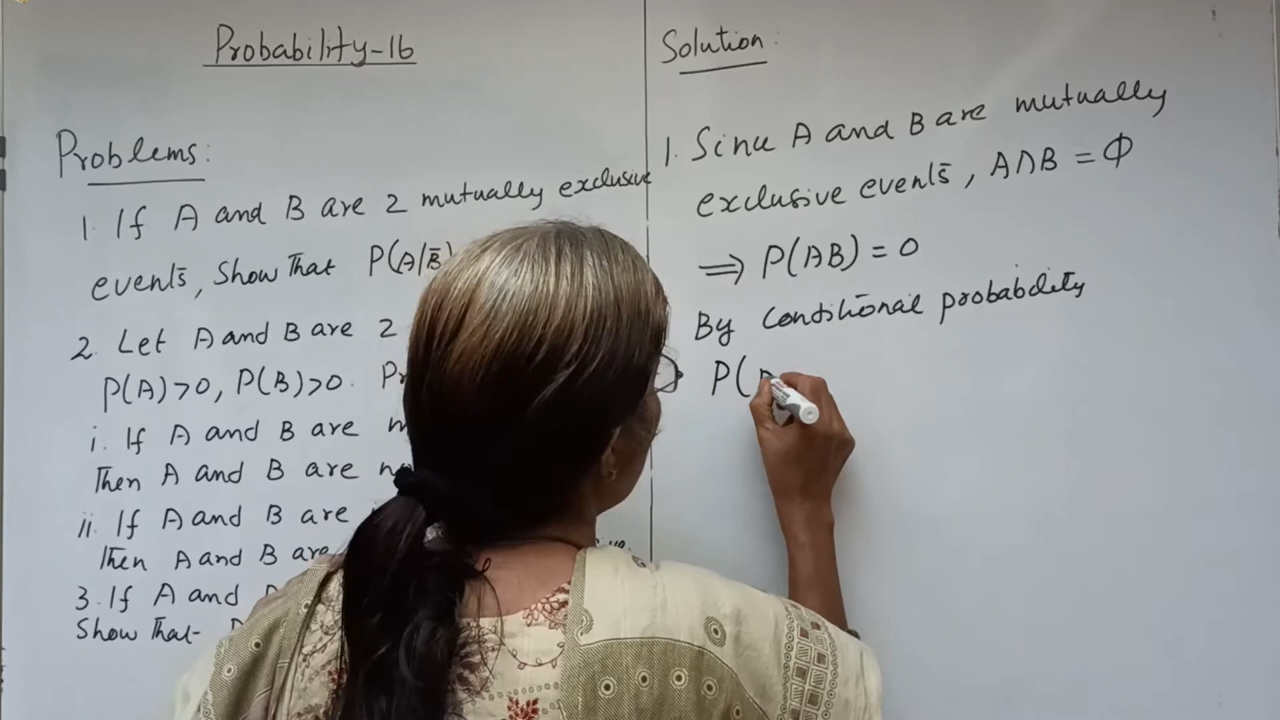 Probability-16
Problems:
1. If A and B are 2 mutually exclusive
events, Show that P(A/B̅)
2. Let A and B are 2
P(A)>0, P(B)>0.
i. If A and B are
Then A and B are
ii. If A and B are
Then A and B are
3. If A and
Show that
Solution:
1. Since A and B are mutually
exclusive events, A∩B = Φ
⟹ P(AB) = 0
By conditional probability
P(